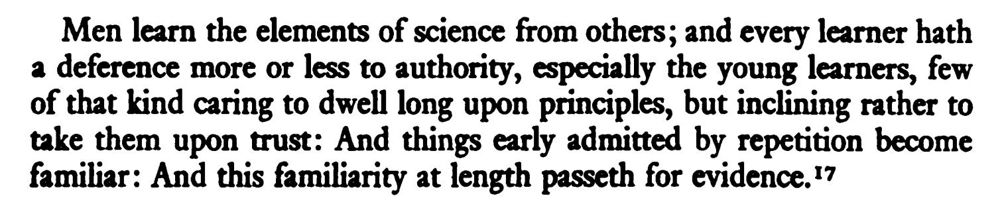 Men learn the elements of science from others; and every learner hath
a deference more or less to authority, especially the young learners, few
of that kind caring to dwell long upon principles, but inclining rather to
take them upon trust: And things early admitted by repetition become
familiar: And this familiarity at length passeth for evidence.¹⁷